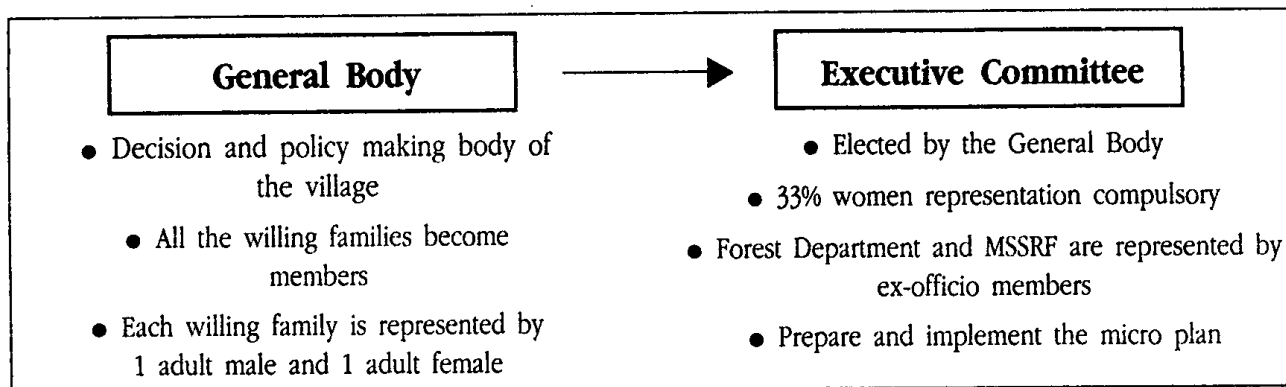 General Body
● Decision and policy making body of
the village
● All the willing families become
members
● Each willing family is represented by
1 adult male and 1 adult female
Executive Committee
● Elected by the General Body
● 33% women representation compulsory
● Forest Department and MSSRF are represented by
ex-officio members
● Prepare and implement the micro plan